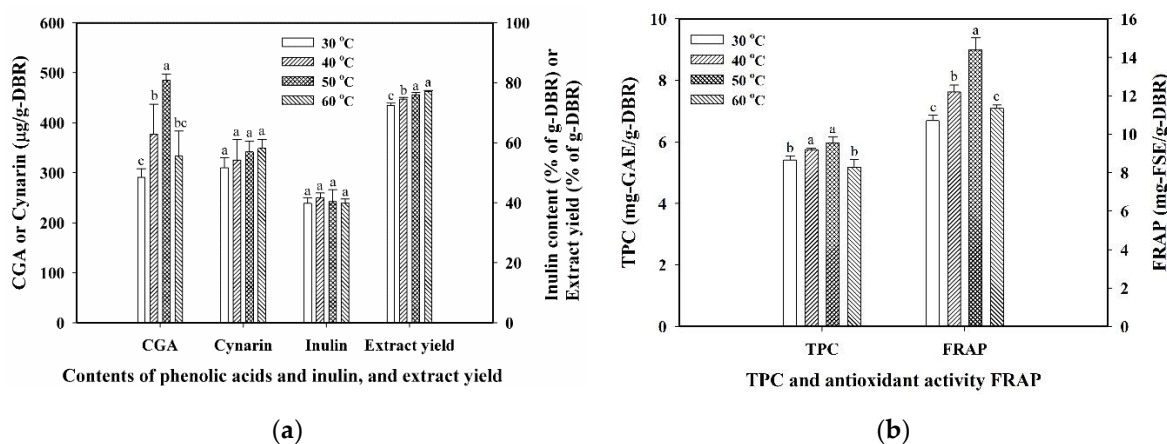 600
500
400
300
200
100
0
CGA or Cynarin (μg/g-DBR)
30 °C
40 °C
50 °C
60 °C
c
b
a
bc
a
a
a
a
a
a
a
a
c
b
a
a
100
80
60
40
20
0
Inulin content (% of g-DBR) or
Extract yield (% of g-DBR)
CGA
Cynarin
Inulin
Extract yield
Contents of phenolic acids and inulin, and extract yield
(a)
10
8
6
4
2
0
TPC (mg-GAE/g-DBR)
30 °C
40 °C
50 °C
60 °C
b
a
a
b
c
b
a
c
16
14
12
10
8
6
4
2
0
FRAP (mg-FSE/g-DBR)
TPC
FRAP
TPC and antioxidant activity FRAP
(b)